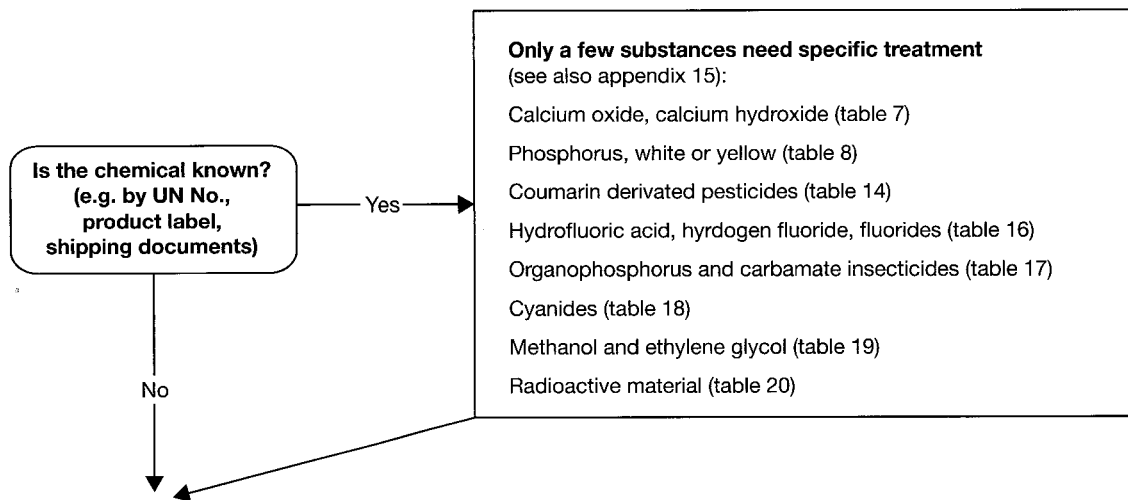 Only a few substances need specific treatment
(see also appendix 15):
Calcium oxide, calcium hydroxide (table 7)
Phosphorus, white or yellow (table 8)
Coumarin derivated pesticides (table 14)
Hydrofluoric acid, hyrdogen fluoride, fluorides (table 16)
Organophosphorus and carbamate insecticides (table 17)
Cyanides (table 18)
Methanol and ethylene glycol (table 19)
Radioactive material (table 20)
Is the chemical known?
(e.g. by UN No.,
product label,
shipping documents)
Yes
No